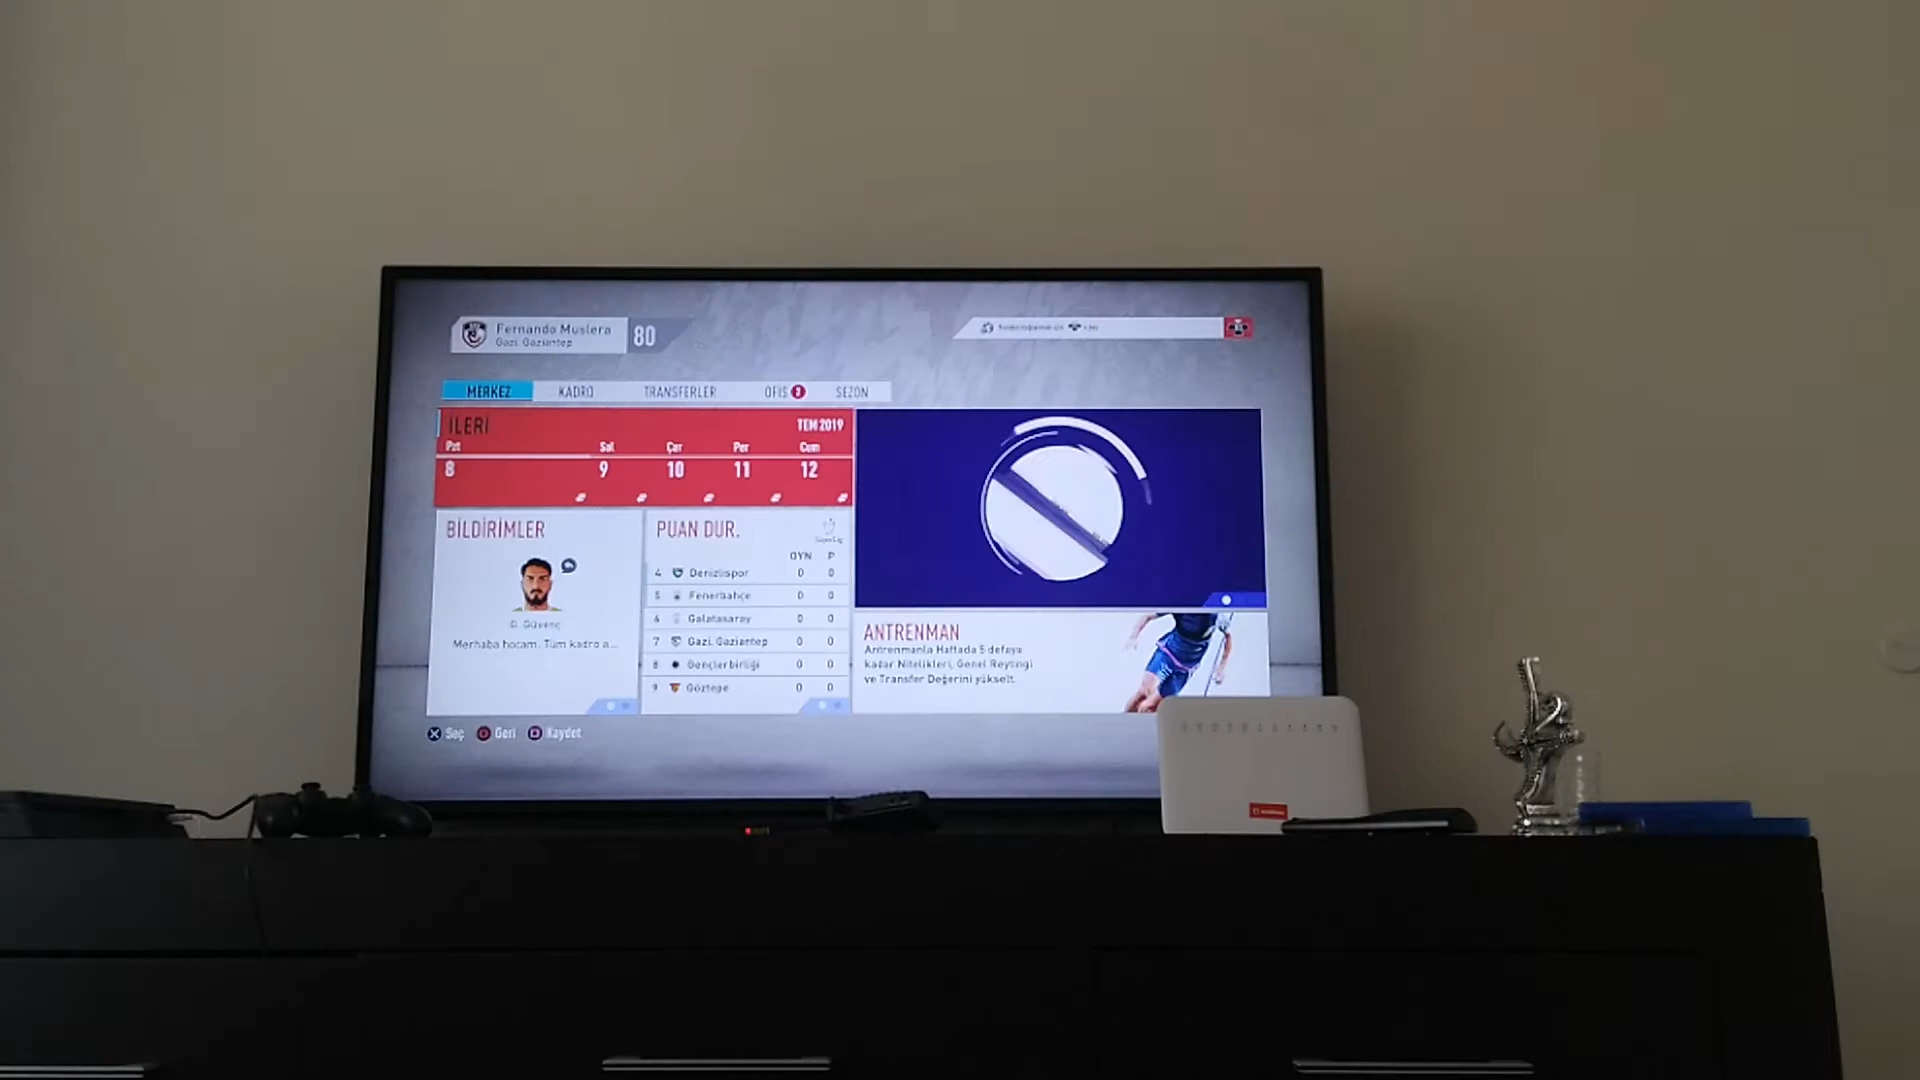 Fernando Muslera
Gazi. Gaziantep
80
MERKEZ KADRO TRANSFERLER OFİS 2 SEZON
İLERİ TEM 2019
Pzt Sal Çar Per Cum
8 9 10 11 12
BİLDİRİMLER
G. Güvenç
Merhaba hocam. Tüm kadro a...
PUAN DUR.
OYN P
4 Denizlispor 0 0
5 Fenerbahçe 0 0
6 Galatasaray 0 0
7 Gazi. Gaziantep 0 0
8 Gençlerbirliği 0 0
9 Göztepe 0 0
ANTRENMAN
Antrenmanla Haftada 5 defaya
kadar Nitelikleri, Genel Reytingi
ve Transfer Değerini yükselt.
Seç Geri Kaydet